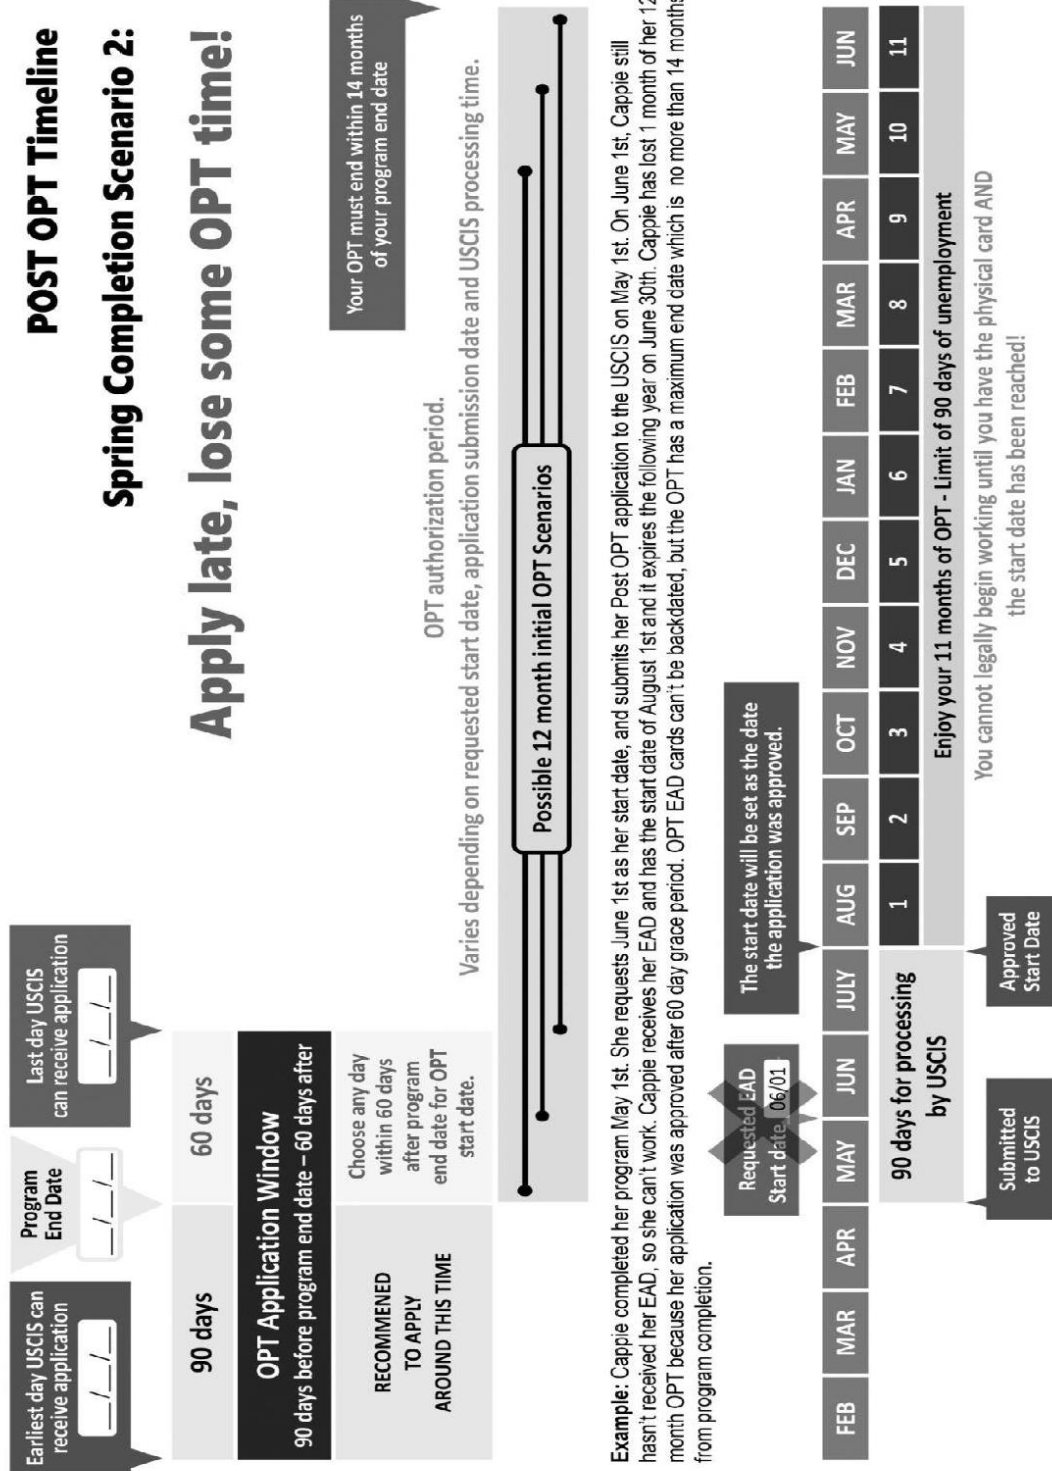 POST OPT Timeline
Spring Completion Scenario 2:
Apply late, lose some OPT time!
Earliest day USCIS can
receive application
__/__/__
Program
End Date
__/__/__
Last day USCIS
can receive application
__/__/__
90 days
60 days
OPT Application Window
90 days before program end date – 60 days after
RECOMMENED
TO APPLY
AROUND THIS TIME
Choose any day
within 60 days
after program
end date for OPT
start date.
Your OPT must end within 14 months
of your program end date
OPT authorization period.
Varies depending on requested start date, application submission date and USCIS processing time.
Possible 12 month initial OPT Scenarios
Example: Cappie completed her program May 1st. She requests June 1st as her start date, and submits her Post OPT application to the USCIS on May 1st. On June 1st, Cappie still
hasn't received her EAD, so she can't work. Cappie receives her EAD and has the start date of August 1st and it expires the following year on June 30th. Cappie has lost 1 month of her 12
month OPT because her application was approved after 60 day grace period. OPT EAD cards can't be backdated, but the OPT has a maximum end date which is no more than 14 months
from program completion.
Requested EAD
Start date 06/01
The start date will be set as the date
the application was approved.
FEB MAR APR MAY JUN JULY AUG SEP OCT NOV DEC JAN FEB MAR APR MAY JUN
90 days for processing
by USCIS
1 2 3 4 5 6 7 8 9 10 11
Enjoy your 11 months of OPT - Limit of 90 days of unemployment
Submitted
to USCIS
Approved
Start Date
You cannot legally begin working until you have the physical card AND
the start date has been reached!